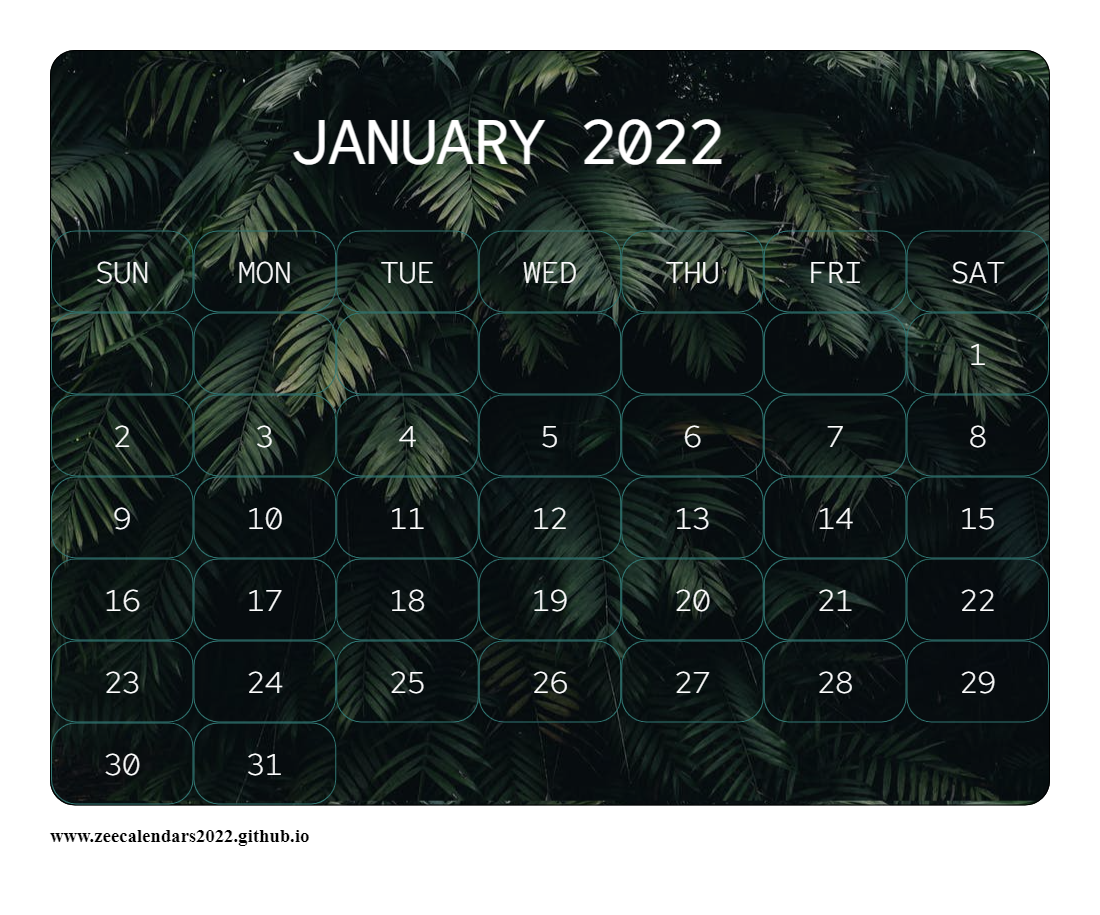 JANUARY 2022
SUN MON TUE WED THU FRI SAT
1
2 3 4 5 6 7 8
9 10 11 12 13 14 15
16 17 18 19 20 21 22
23 24 25 26 27 28 29
30 31
www.zeecalendars2022.github.io